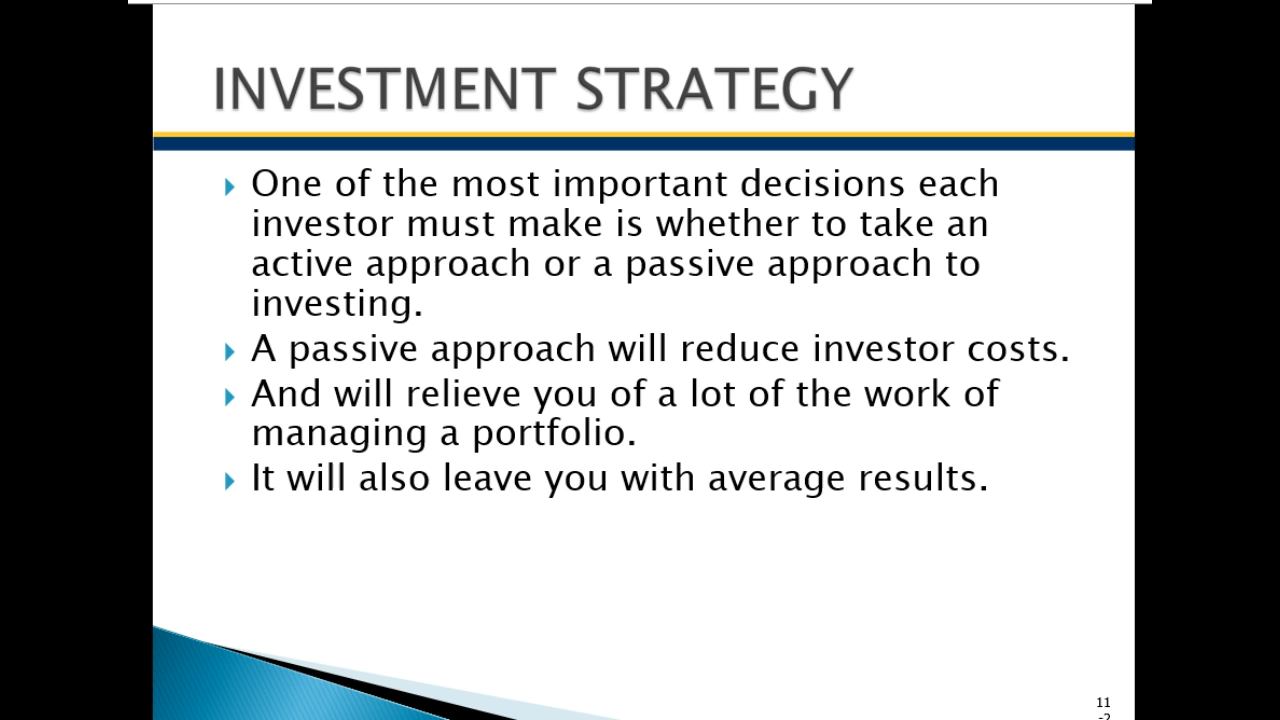 INVESTMENT STRATEGY
One of the most important decisions each
investor must make is whether to take an
active approach or a passive approach to
investing.
A passive approach will reduce investor costs.
And will relieve you of a lot of the work of
managing a portfolio.
It will also leave you with average results.
11
-2